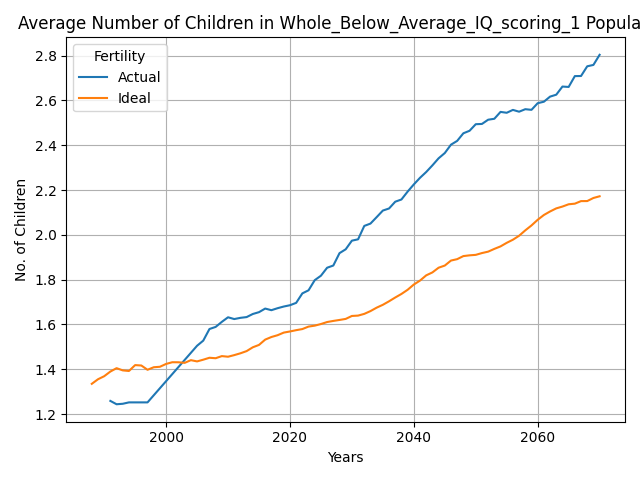 Average Number of Children in Whole_Below_Average_IQ_scoring_1 Popula
Fertility
Actual
Ideal
2.8
2.6
2.4
2.2
2.0
1.8
1.6
1.4
1.2
No. of Children
2000 2020 2040 2060
Years